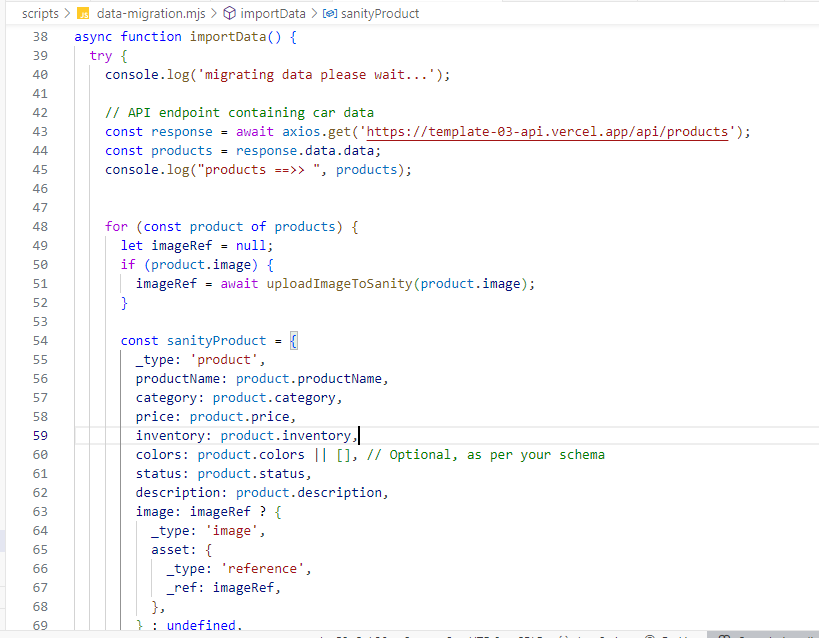 scripts > JS data-migration.mjs > importData > sanityProduct
38 async function importData() {
39 try {
40 console.log('migrating data please wait...');
41
42 // API endpoint containing car data
43 const response = await axios.get('https://template-03-api.vercel.app/api/products');
44 const products = response.data.data;
45 console.log("products ==>> ", products);
46
47
48 for (const product of products) {
49 let imageRef = null;
50 if (product.image) {
51 imageRef = await uploadImageToSanity(product.image);
52 }
53
54 const sanityProduct = {
55 _type: 'product',
56 productName: product.productName,
57 category: product.category,
58 price: product.price,
59 inventory: product.inventory,
60 colors: product.colors || [], // Optional, as per your schema
61 status: product.status,
62 description: product.description,
63 image: imageRef ? {
64 _type: 'image',
65 asset: {
66 _type: 'reference',
67 _ref: imageRef,
68 },
69 } : undefined,